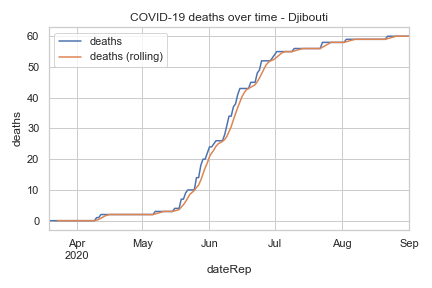 COVID-19 deaths over time - Djibouti
deaths
deaths (rolling)
60
50
40
30
20
10
0
deaths
Apr
2020
May
Jun
Jul
Aug
Sep
dateRep